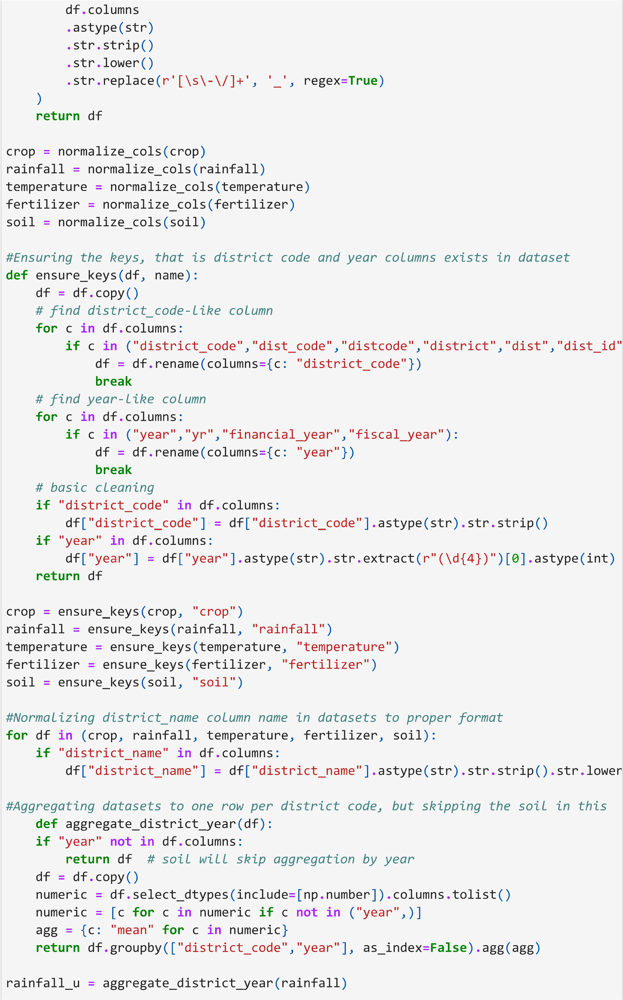 df.columns
        .astype(str)
        .str.strip()
        .str.lower()
        .str.replace(r'[\s\-\/]+', '_', regex=True)
    )
    return df

crop = normalize_cols(crop)
rainfall = normalize_cols(rainfall)
temperature = normalize_cols(temperature)
fertilizer = normalize_cols(fertilizer)
soil = normalize_cols(soil)

#Ensuring the keys, that is district code and year columns exists in dataset
def ensure_keys(df, name):
    df = df.copy()
    # find district_code-like column
    for c in df.columns:
        if c in ("district_code","dist_code","distcode","district","dist","dist_id"
            df = df.rename(columns={c: "district_code"})
            break
    # find year-like column
    for c in df.columns:
        if c in ("year","yr","financial_year","fiscal_year"):
            df = df.rename(columns={c: "year"})
            break
    # basic cleaning
    if "district_code" in df.columns:
        df["district_code"] = df["district_code"].astype(str).str.strip()
    if "year" in df.columns:
        df["year"] = df["year"].astype(str).str.extract(r"(\d{4})")[0].astype(int)
    return df

crop = ensure_keys(crop, "crop")
rainfall = ensure_keys(rainfall, "rainfall")
temperature = ensure_keys(temperature, "temperature")
fertilizer = ensure_keys(fertilizer, "fertilizer")
soil = ensure_keys(soil, "soil")

#Normalizing district_name column name in datasets to proper format
for df in (crop, rainfall, temperature, fertilizer, soil):
    if "district_name" in df.columns:
        df["district_name"] = df["district_name"].astype(str).str.strip().str.lower

#Aggregating datasets to one row per district code, but skipping the soil in this
    def aggregate_district_year(df):
    if "year" not in df.columns:
        return df  # soil will skip aggregation by year
    df = df.copy()
    numeric = df.select_dtypes(include=[np.number]).columns.tolist()
    numeric = [c for c in numeric if c not in ("year",)]
    agg = {c: "mean" for c in numeric}
    return df.groupby(["district_code","year"], as_index=False).agg(agg)

rainfall_u = aggregate_district_year(rainfall)